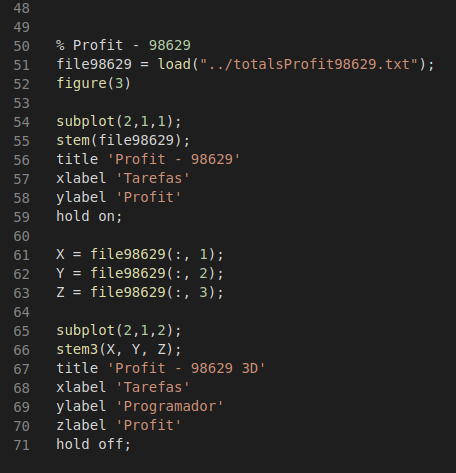 48
49
50 % Profit - 98629
51 file98629 = load("../totalsProfit98629.txt");
52 figure(3)
53
54 subplot(2,1,1);
55 stem(file98629);
56 title 'Profit - 98629'
57 xlabel 'Tarefas'
58 ylabel 'Profit'
59 hold on;
60
61 X = file98629(:, 1);
62 Y = file98629(:, 2);
63 Z = file98629(:, 3);
64
65 subplot(2,1,2);
66 stem3(X, Y, Z);
67 title 'Profit - 98629 3D'
68 xlabel 'Tarefas'
69 ylabel 'Programador'
70 zlabel 'Profit'
71 hold off;